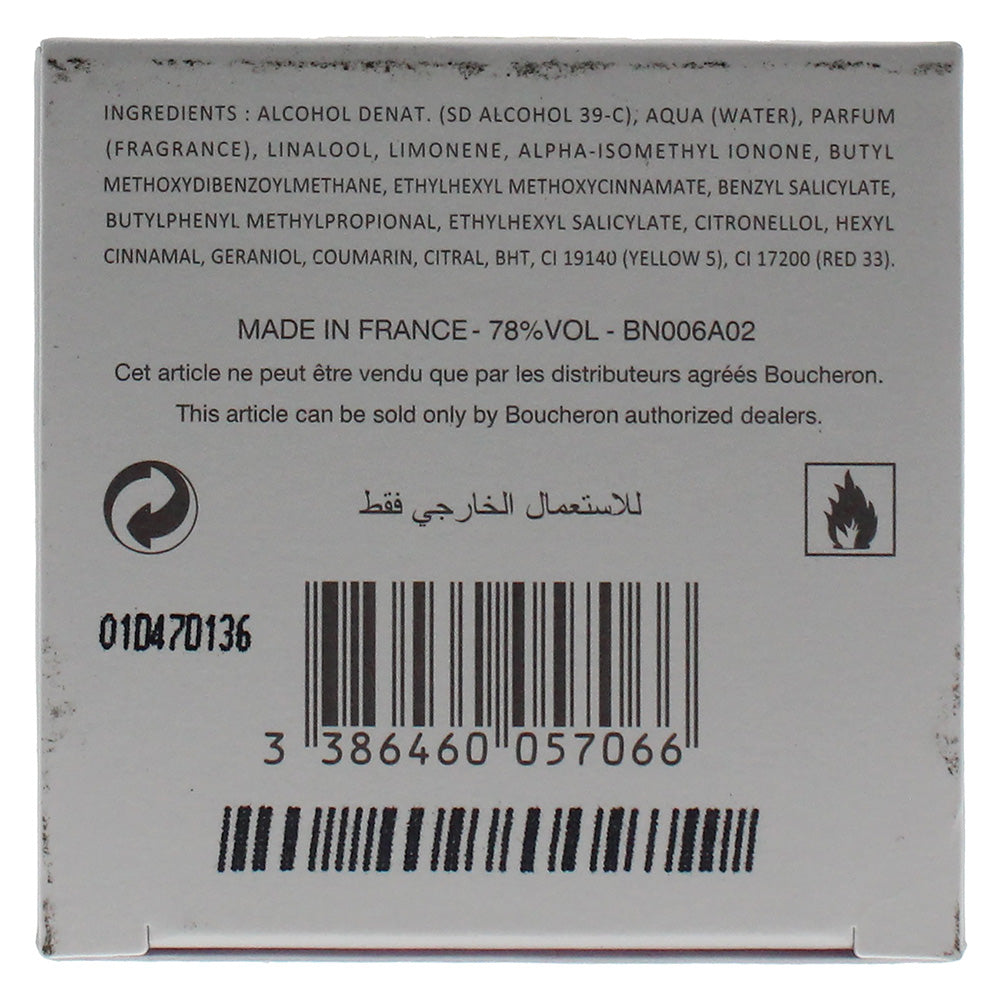 INGREDIENTS : ALCOHOL DENAT. (SD ALCOHOL 39-C), AQUA (WATER), PARFUM
(FRAGRANCE), LINALOOL, LIMONENE, ALPHA-ISOMETHYL IONONE, BUTYL
METHOXYDIBENZOYLMETHANE, ETHYLHEXYL METHOXYCINNAMATE, BENZYL SALICYLATE,
BUTYLPHENYL METHYLPROPIONAL, ETHYLHEXYL SALICYLATE, CITRONELLOL, HEXYL
CINNAMAL, GERANIOL, COUMARIN, CITRAL, BHT, CI 19140 (YELLOW 5), CI 17200 (RED 33).
MADE IN FRANCE - 78%VOL - BN006A02
Cet article ne peut être vendu que par les distributeurs agréés Boucheron.
This article can be sold only by Boucheron authorized dealers.
للاستعمال الخارجي فقط
01D47D136
3 386460 057066